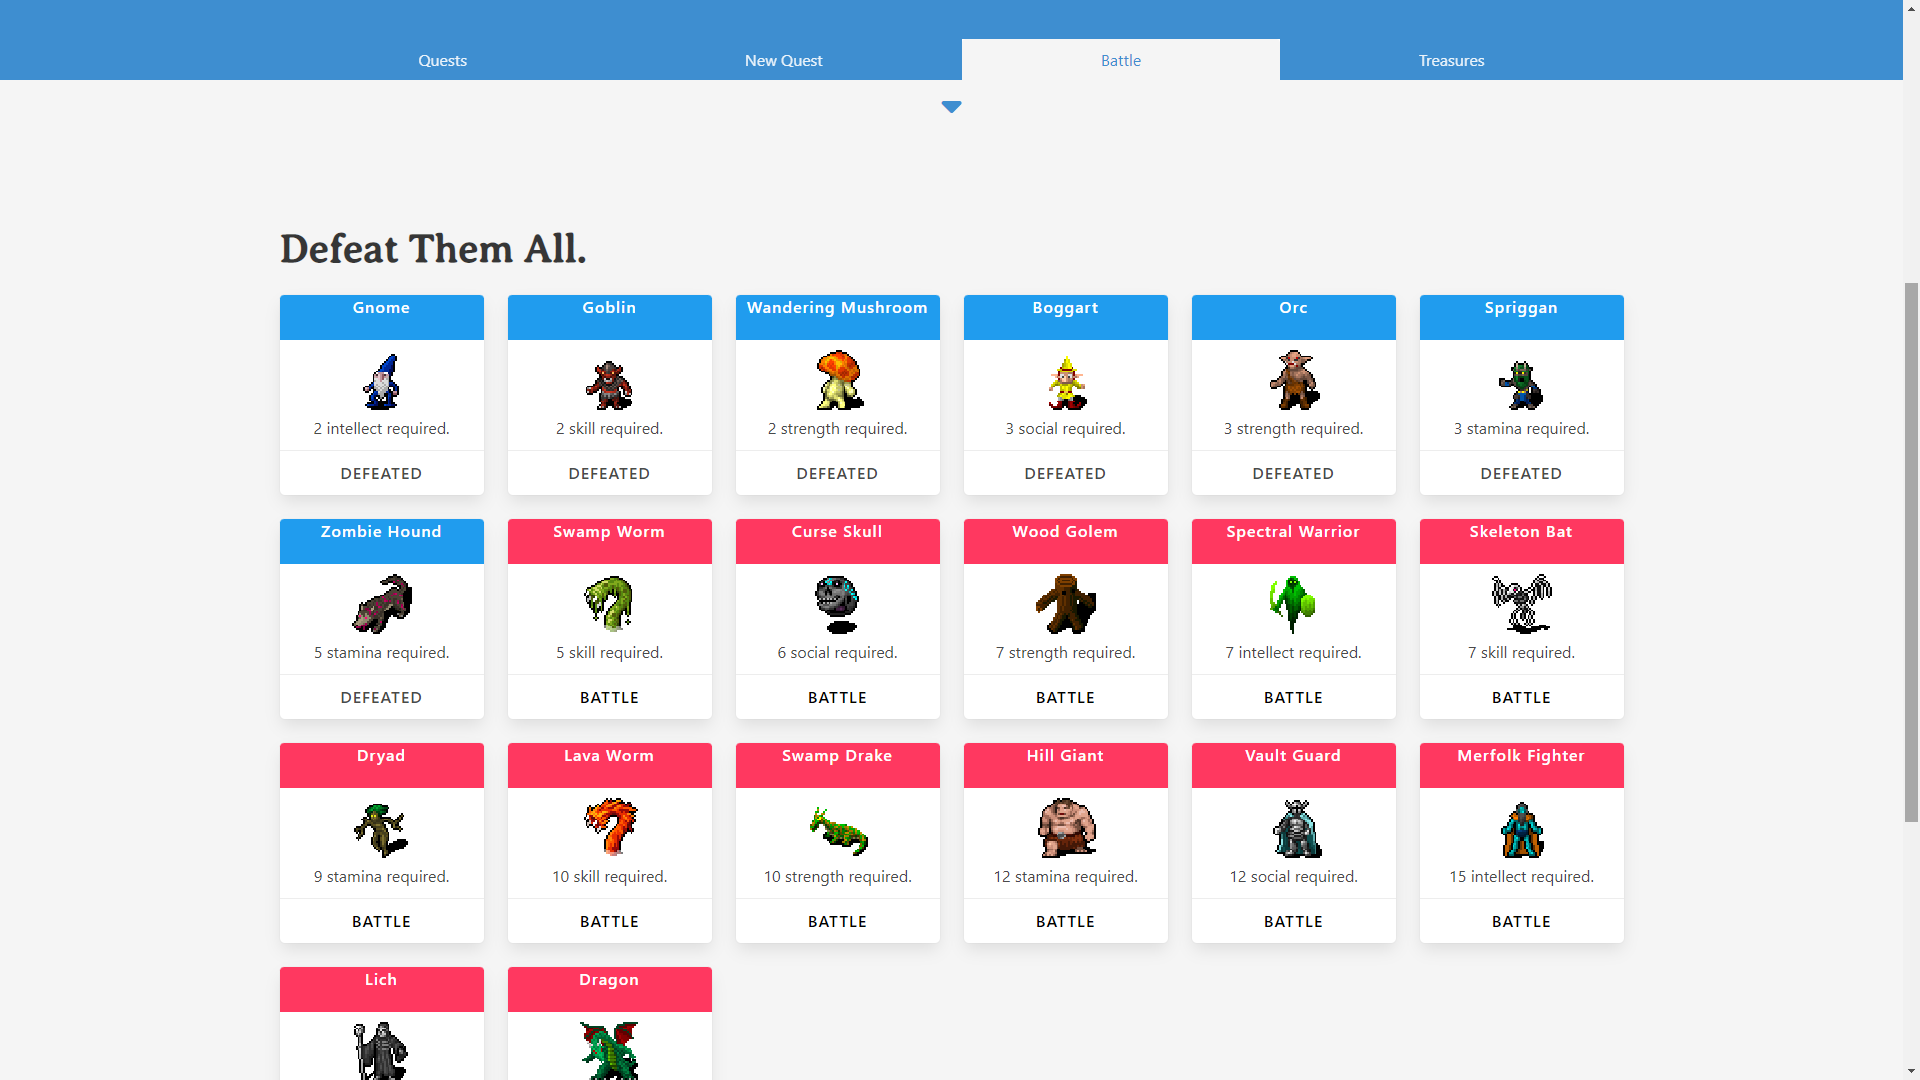 Quests
New Quest
Battle
Treasures
Defeat Them All.
Gnome
Goblin
Wandering Mushroom
Boggart
Orc
Spriggan
2 intellect required.
2 skill required.
2 strength required.
3 social required.
3 strength required.
3 stamina required.
DEFEATED
DEFEATED
DEFEATED
DEFEATED
DEFEATED
DEFEATED
Zombie Hound
Swamp Worm
Curse Skull
Wood Golem
Spectral Warrior
Skeleton Bat
5 stamina required.
5 skill required.
6 social required.
7 strength required.
7 intellect required.
7 skill required.
DEFEATED
BATTLE
BATTLE
BATTLE
BATTLE
BATTLE
Dryad
Lava Worm
Swamp Drake
Hill Giant
Vault Guard
Merfolk Fighter
9 stamina required.
10 skill required.
10 strength required.
12 stamina required.
12 social required.
15 intellect required.
BATTLE
BATTLE
BATTLE
BATTLE
BATTLE
BATTLE
Lich
Dragon